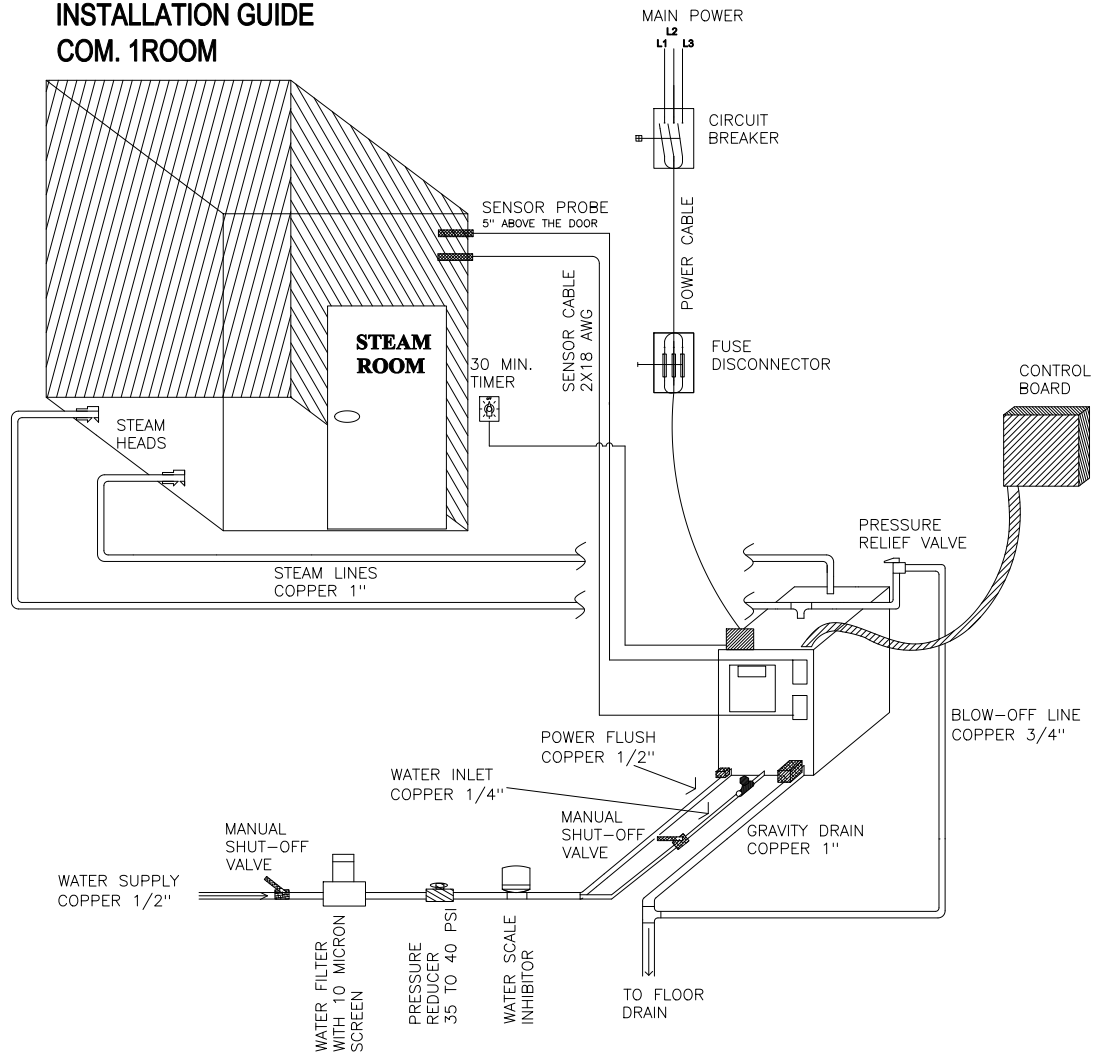 INSTALLATION GUIDE
COM. 1ROOM
MAIN POWER
L2
L1
L3
CIRCUIT
BREAKER
SENSOR PROBE
5" ABOVE THE DOOR
POWER CABLE
SENSOR CABLE
2X18 AWG
STEAM
ROOM
30 MIN.
TIMER
FUSE
DISCONNECTOR
CONTROL
BOARD
STEAM
HEADS
PRESSURE
RELIEF VALVE
STEAM LINES
COPPER 1"
BLOW-OFF LINE
COPPER 3/4"
POWER FLUSH
COPPER 1/2"
WATER INLET
COPPER 1/4"
MANUAL
SHUT-OFF
VALVE
GRAVITY DRAIN
COPPER 1"
MANUAL
SHUT-OFF
VALVE
WATER SUPPLY
COPPER 1/2"
WATER FILTER
WITH 10 MICRON
SCREEN
PRESSURE
REDUCER
35 TO 40 PSI
WATER SCALE
INHIBITOR
TO FLOOR
DRAIN